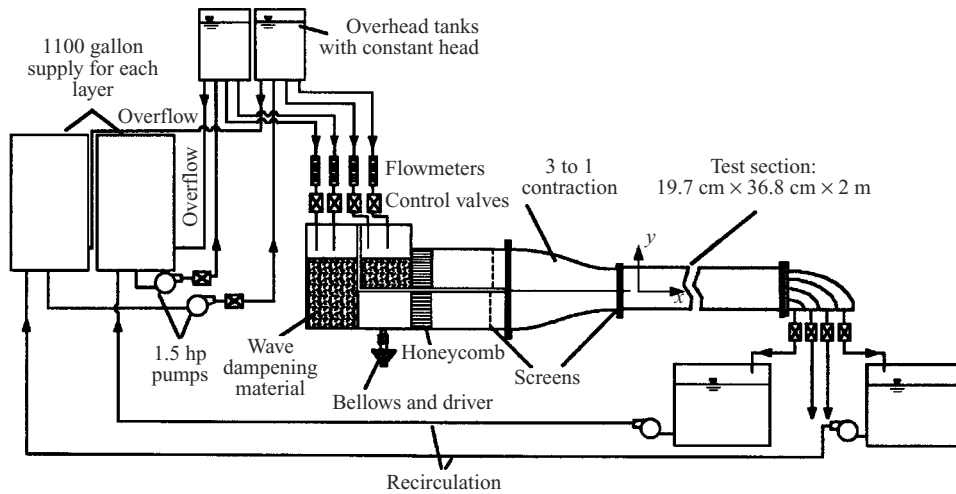 Overhead tanks
with constant head
1100 gallon
supply for each
layer
Overflow
Overflow
Flowmeters
Control valves
3 to 1
contraction
Test section:
19.7 cm × 36.8 cm × 2 m
y
x
1.5 hp
pumps
Wave
dampening
material
Honeycomb
Screens
Bellows and driver
Recirculation